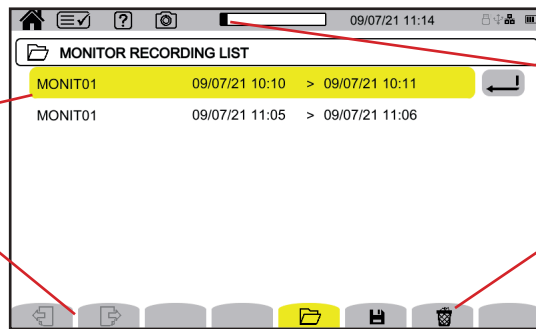 ? 09/07/21 11:14
MONITOR RECORDING LIST
MONIT01 09/07/21 10:10 > 09/07/21 10:11
MONIT01 09/07/21 11:05 > 09/07/21 11:06